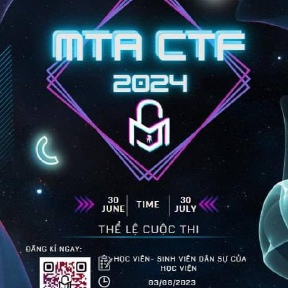 MTA CTF
2024
30 JUNE | TIME | 30 JULY
THỂ LỆ CUỘC THI
ĐĂNG KÍ NGAY:
HỌC VIÊN- SINH VIÊN DÂN SỰ CỦA
HỌC VIỆN
03/08/2023